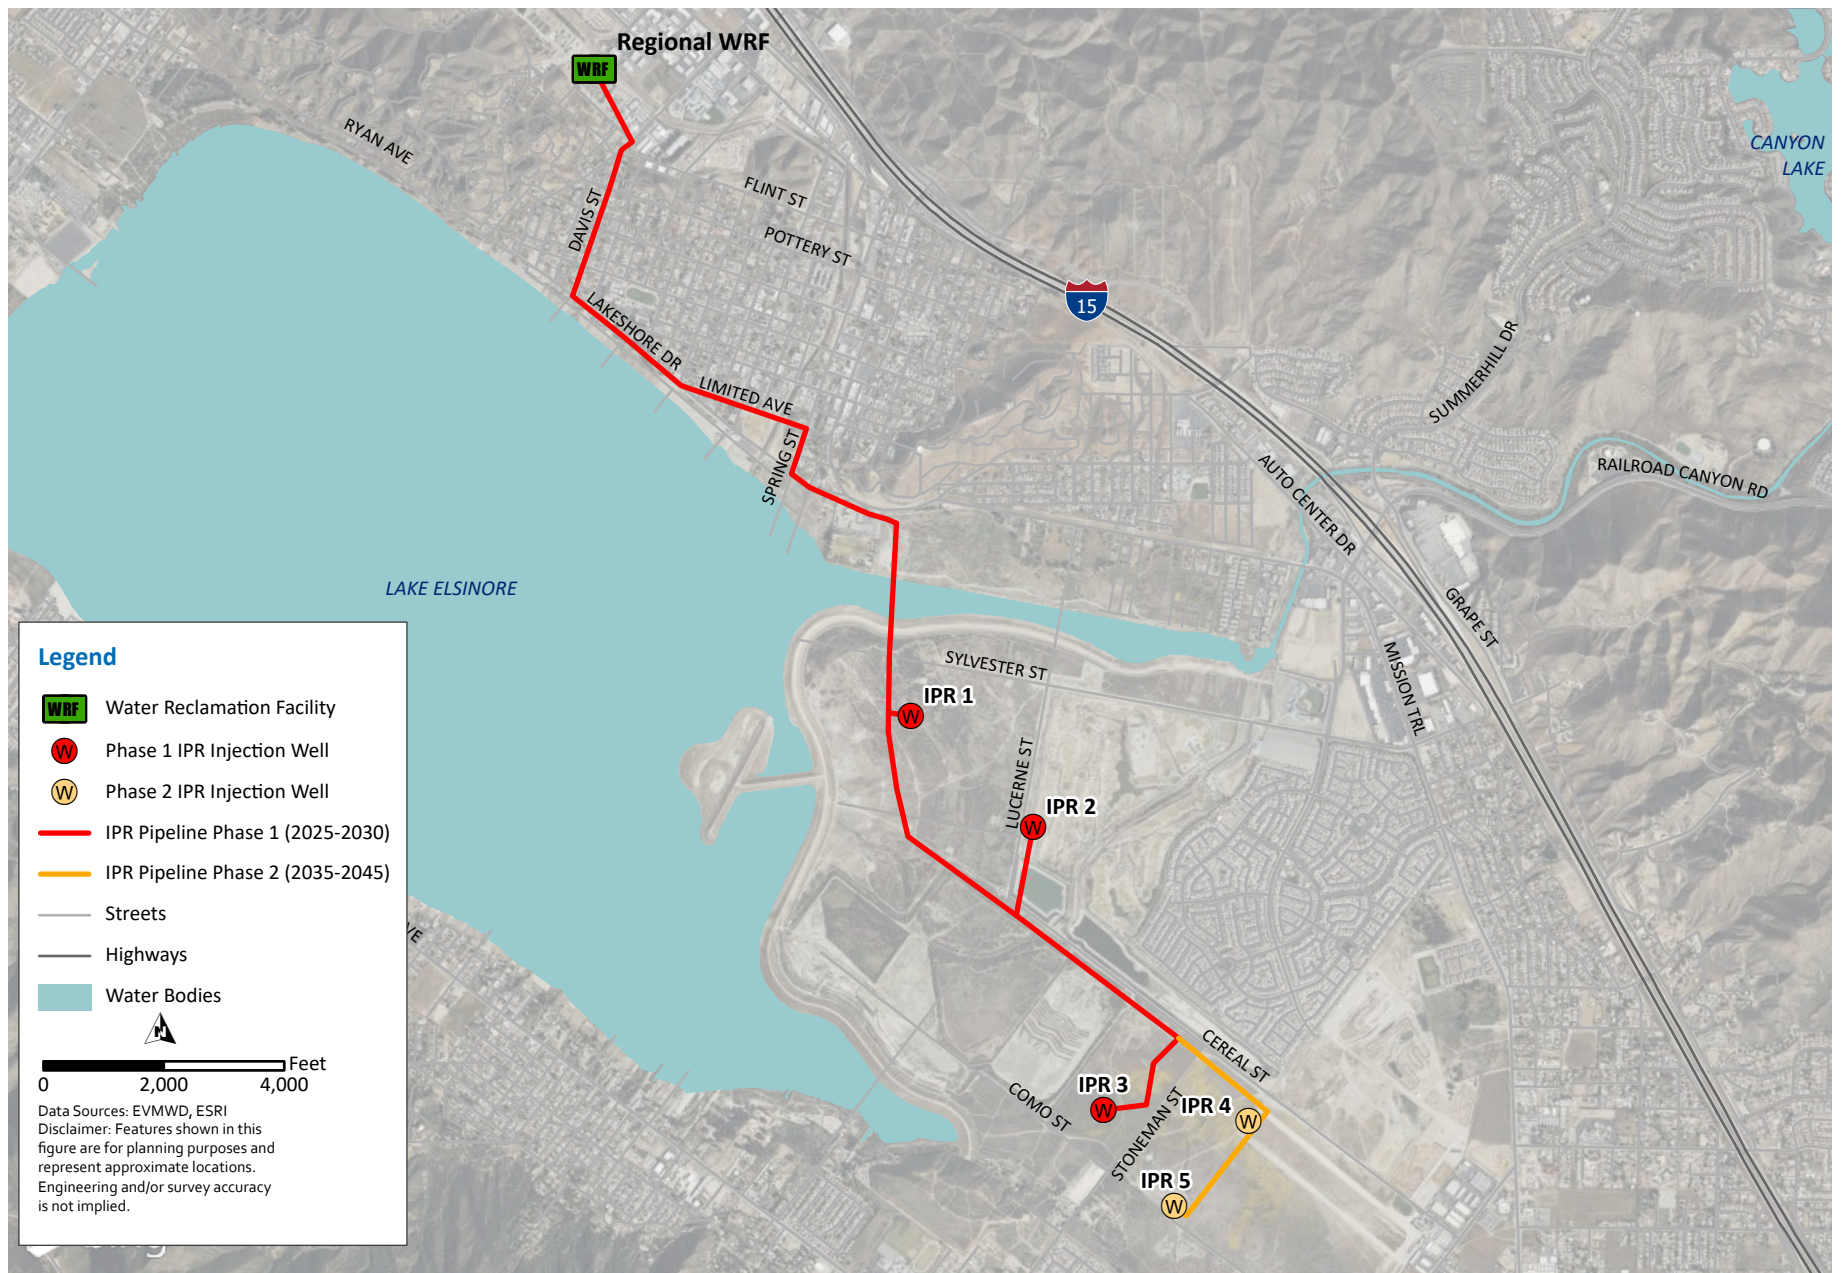 Regional WRF
WRF
RYAN AVE
CANYON
LAKE
FLINT ST
DAVIS ST
POTTERY ST
LAKESHORE DR
15
LIMITED AVE
SUMMERHILL DR
SPRING ST
AUTO CENTER DR
RAILROAD CANYON RD
LAKE ELSINORE
GRAPE ST
SYLVESTER ST
MISSION TRL
IPR 1
W
LUCERNE ST
IPR 2
W
CEREAL ST
IPR 3
W
COMO ST
STONEMAN ST
IPR 4
W
IPR 5
W
Legend
WRF Water Reclamation Facility
W Phase 1 IPR Injection Well
W Phase 2 IPR Injection Well
IPR Pipeline Phase 1 (2025-2030)
IPR Pipeline Phase 2 (2035-2045)
Streets
Highways
Water Bodies
N
Feet
0 2,000 4,000
Data Sources: EVMWD, ESRI
Disclaimer: Features shown in this
figure are for planning purposes and
represent approximate locations.
Engineering and/or survey accuracy
is not implied.